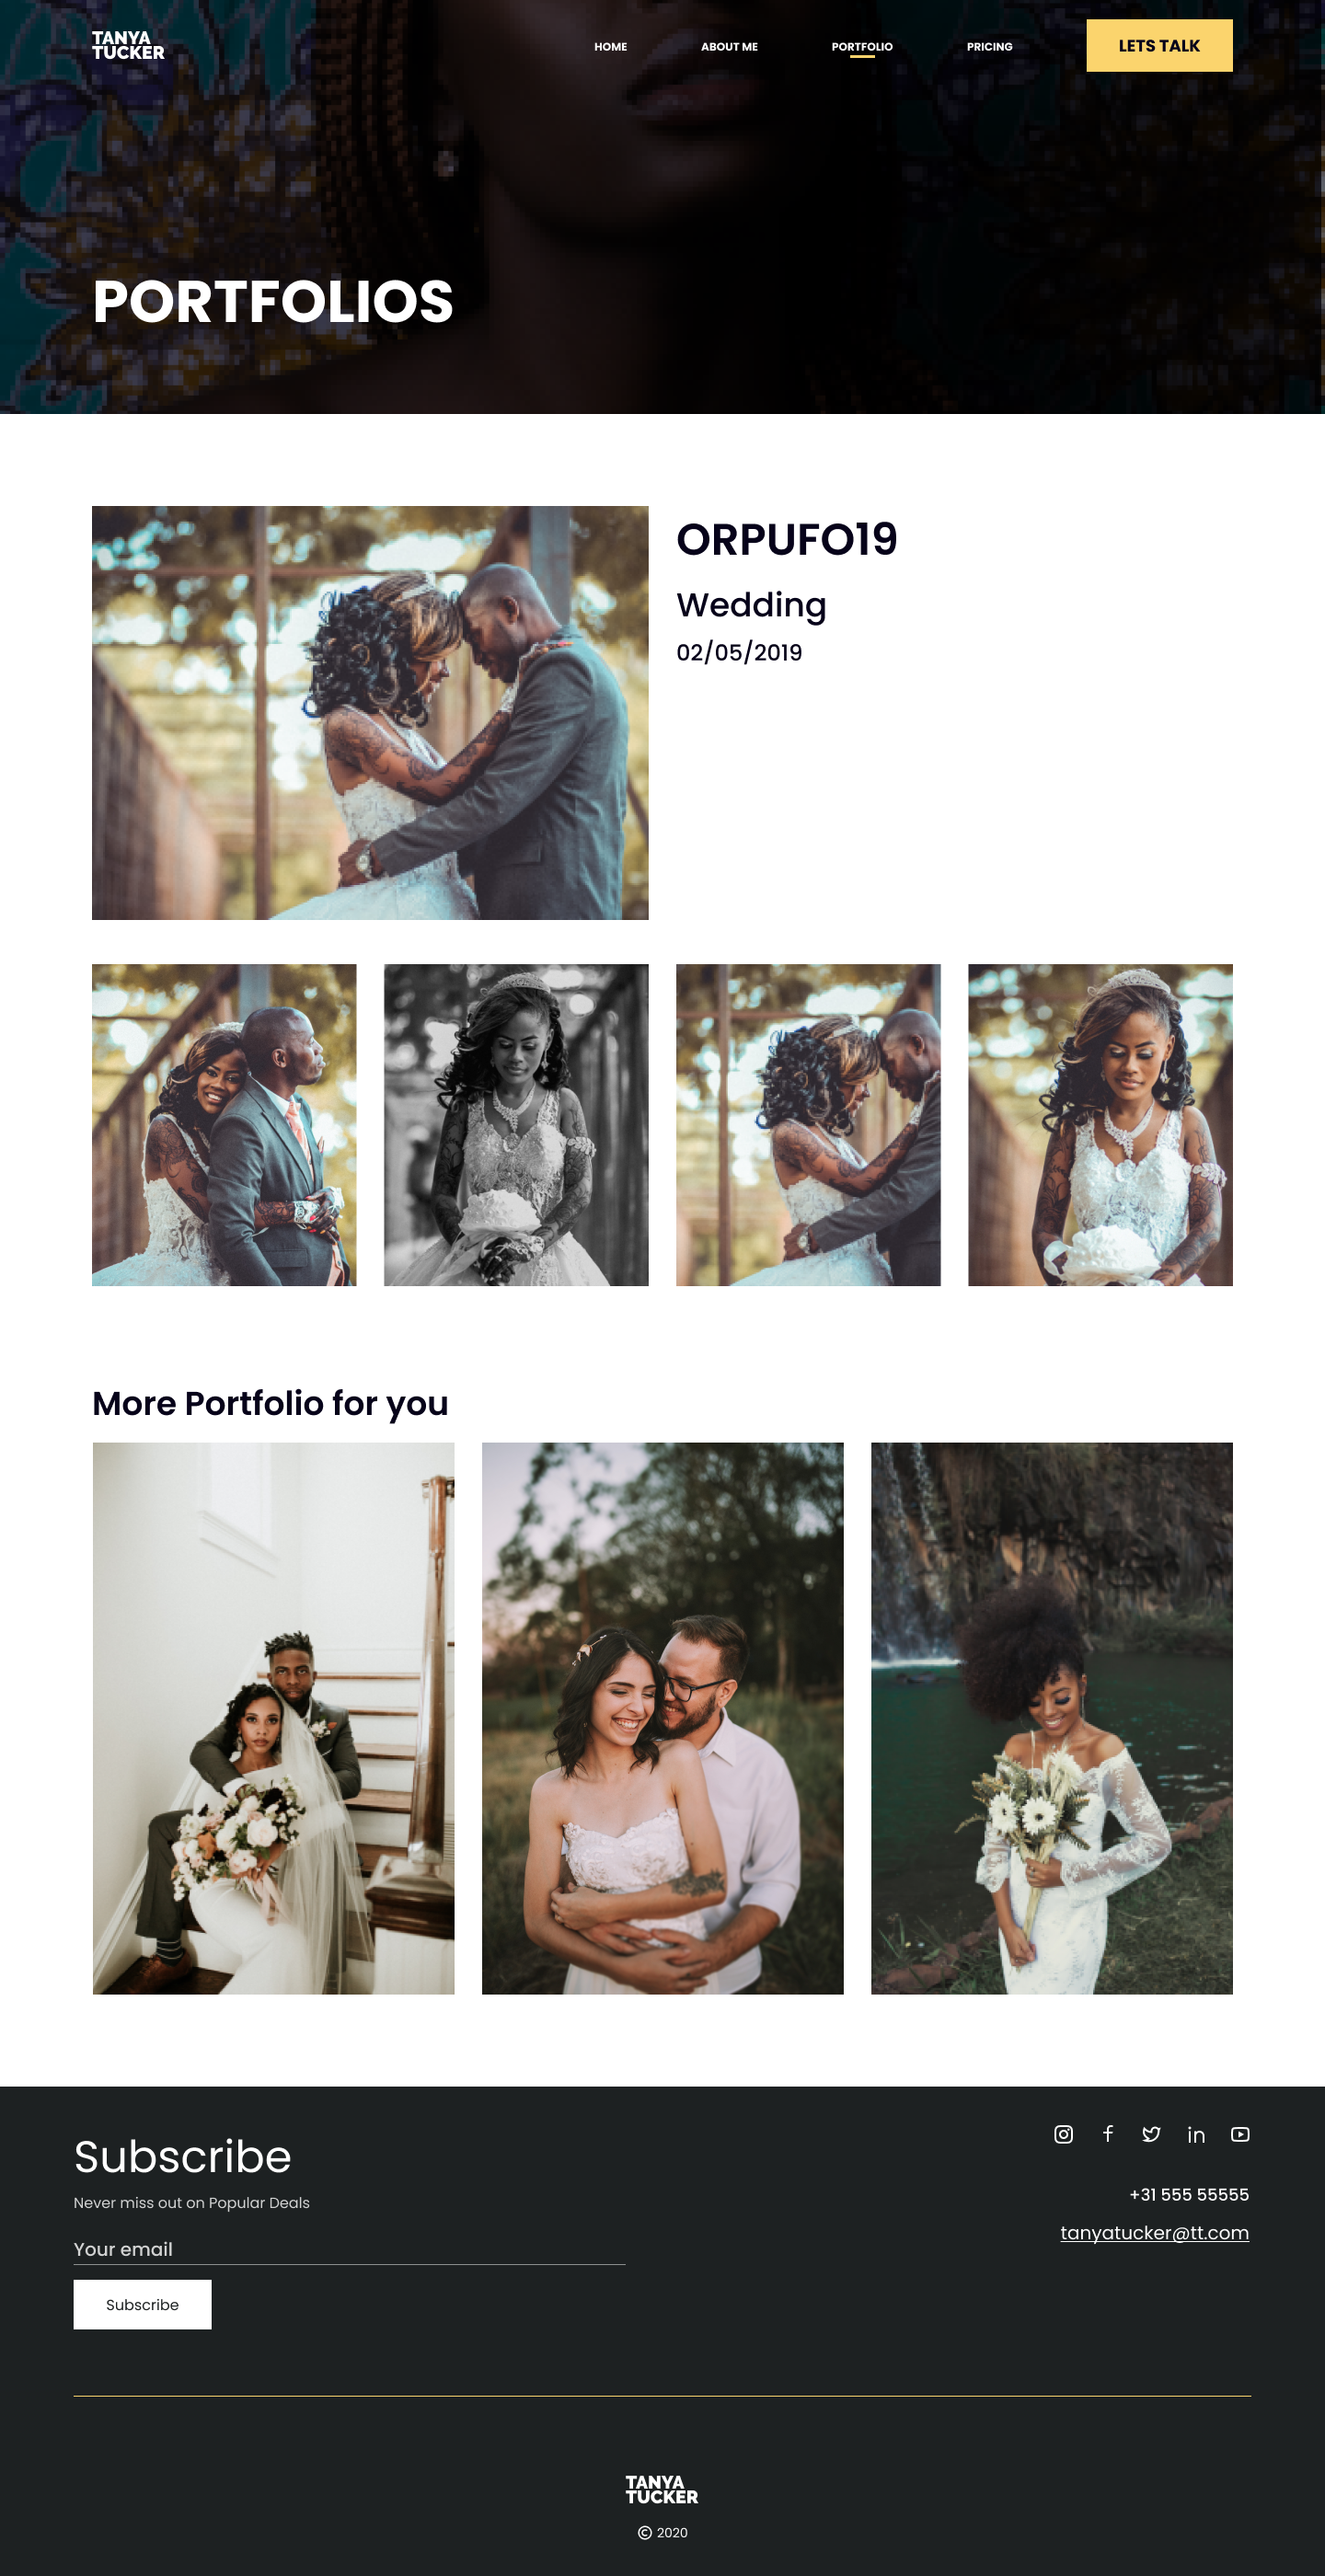 TANYA
TUCKER
HOME
ABOUT ME
PORTFOLIO
PRICING
LETS TALK
PORTFOLIOS
ORPUFO19
Wedding
02/05/2019
More Portfolio for you
Subscribe
Never miss out on Popular Deals
Your email
Subscribe
+31 555 55555
tanyatucker@tt.com
TANYA
TUCKER
© 2020